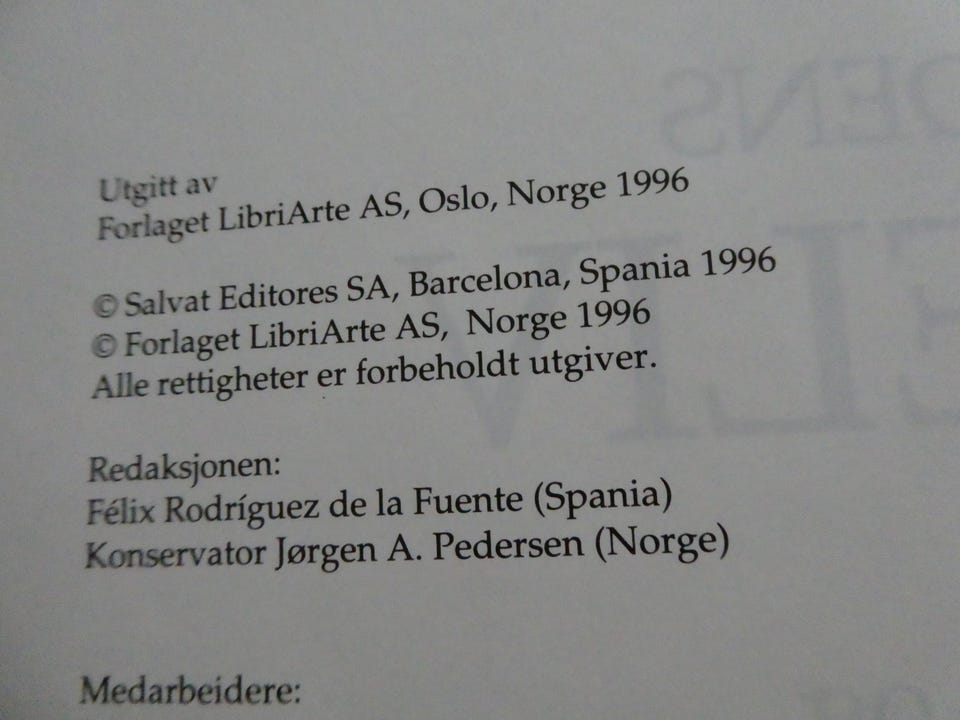 Utgitt av
Forlaget LibriArte AS, Oslo, Norge 1996
© Salvat Editores SA, Barcelona, Spania 1996
© Forlaget LibriArte AS, Norge 1996
Alle rettigheter er forbeholdt utgiver.
Redaksjonen:
Félix Rodríguez de la Fuente (Spania)
Konservator Jørgen A. Pedersen (Norge)
Medarbeidere: